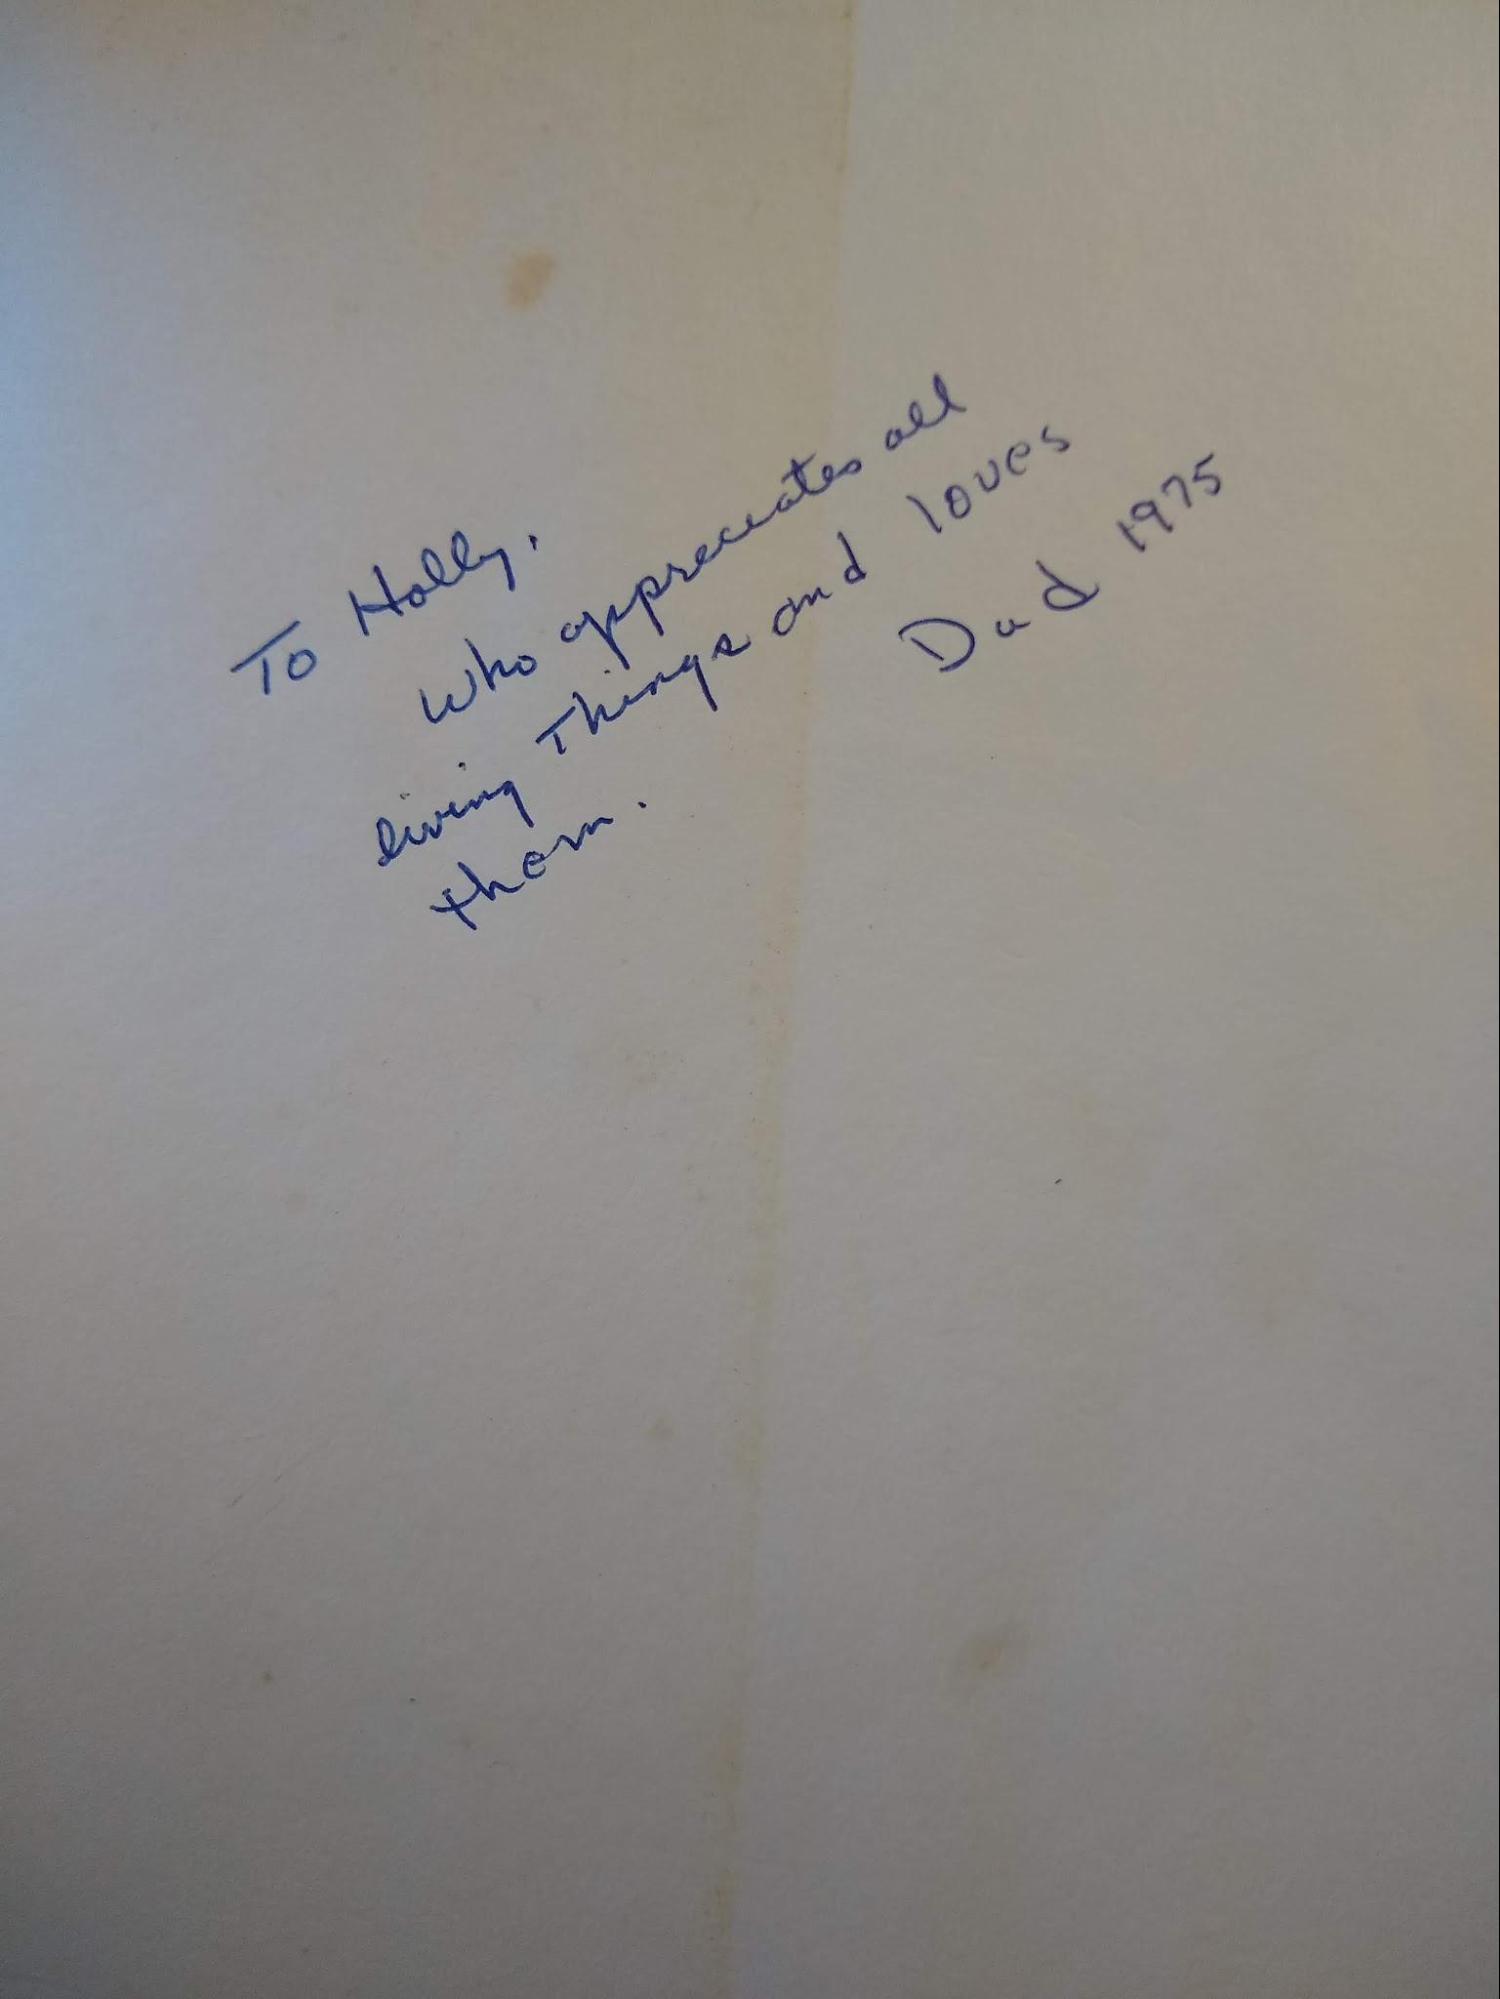 To Holly,
who appreciates all
living Things and loves
them.
Dad 1975